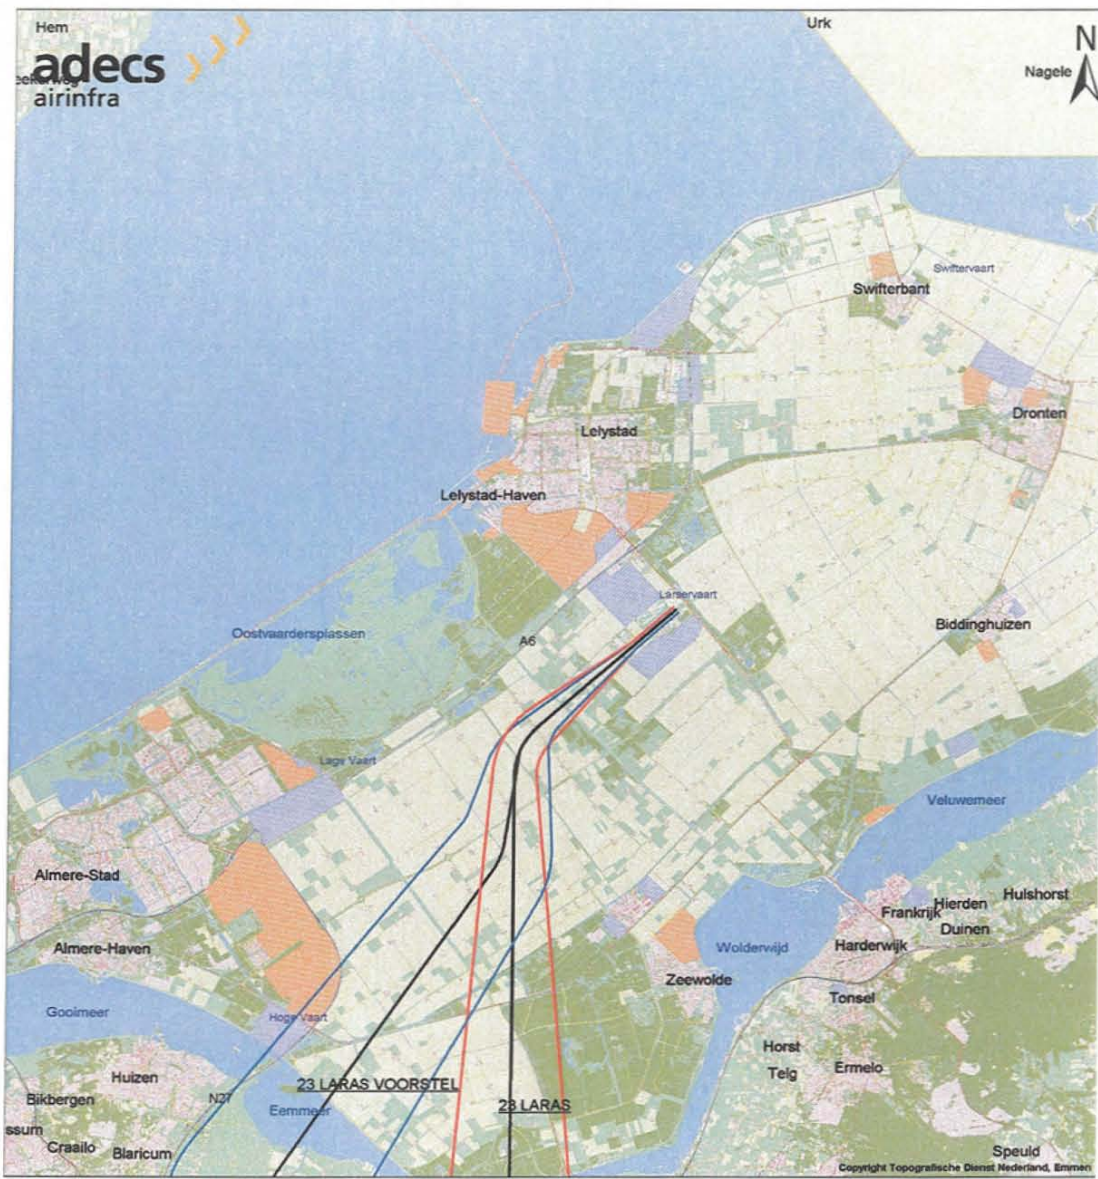 Hem
Urk
N
Nagele
adecs
airinfra
Swiftervaart
Swifterbant
Dronten
Lelystad
Lelystad-Haven
Larservaart
Biddinghuizen
Oostvaardersplassen
A6
Lage Vaart
Veluwemeer
Almere-Stad
Hulshorst
Hierden
Frankrijk
Duinen
Almere-Haven
Wolderwijd
Harderwijk
Zeewolde
Tonsel
Gooimeer
Hoge Vaart
Horst
Telg
Ermelo
Huizen
23 LARAS VOORSTEL
Bikbergen
N27
Eemmeer
23 LARAS
ssum
Craailo
Blaricum
Speuld
Copyright Topografische Dienst Nederland, Emmen